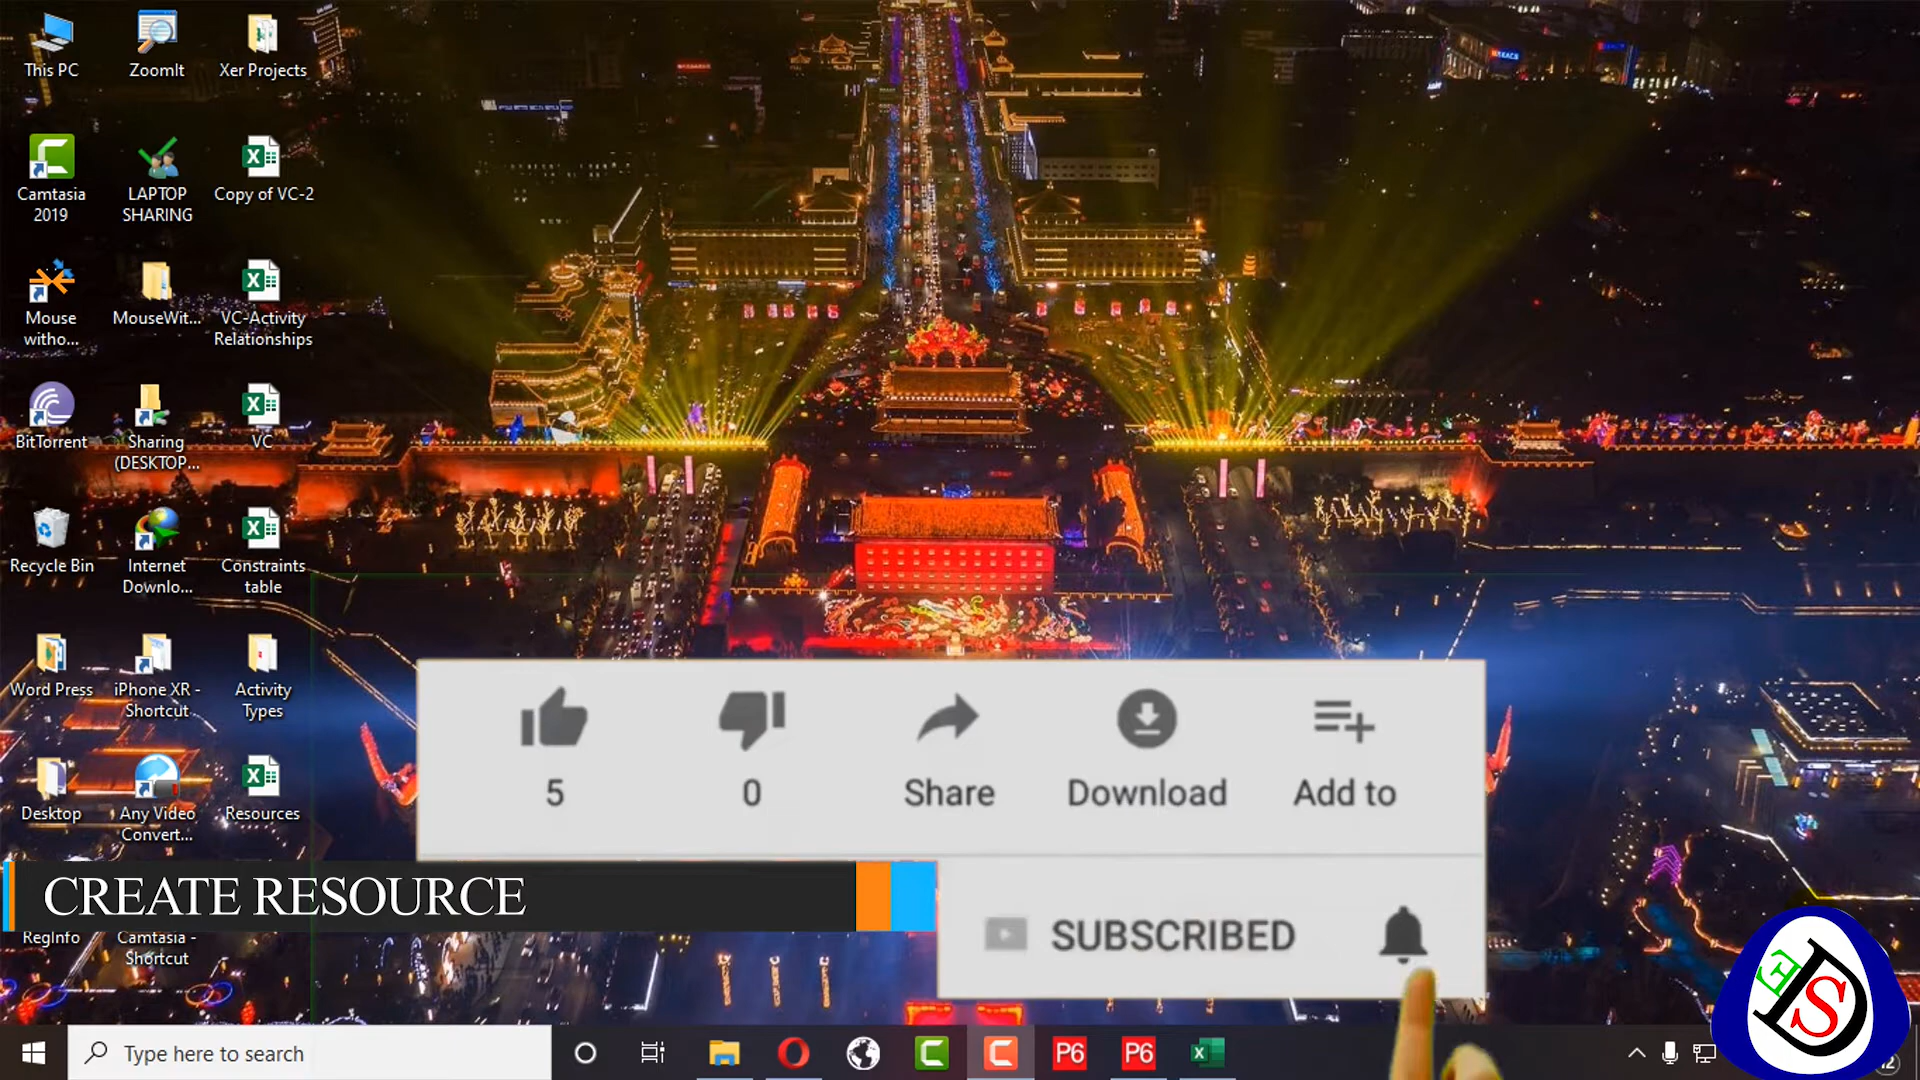 This PC
ZoomIt
Xer Projects
Camtasia
2019
LAPTOP
SHARING
Copy of VC-2
Mouse
witho...
MouseWit...
VC-Activity
Relationships
BitTorrent
Sharing
(DESKTOP...
VC
Recycle Bin
Internet
Downlo...
Constraints
table
Word Press
iPhone XR -
Shortcut
Activity
Types
Desktop
Any Video
Convert...
Resources
5
0
Share
Download
Add to
CREATE RESOURCE
SUBSCRIBED
RegInfo
Camtasia -
Shortcut
Type here to search
P6
P6
E
D
S